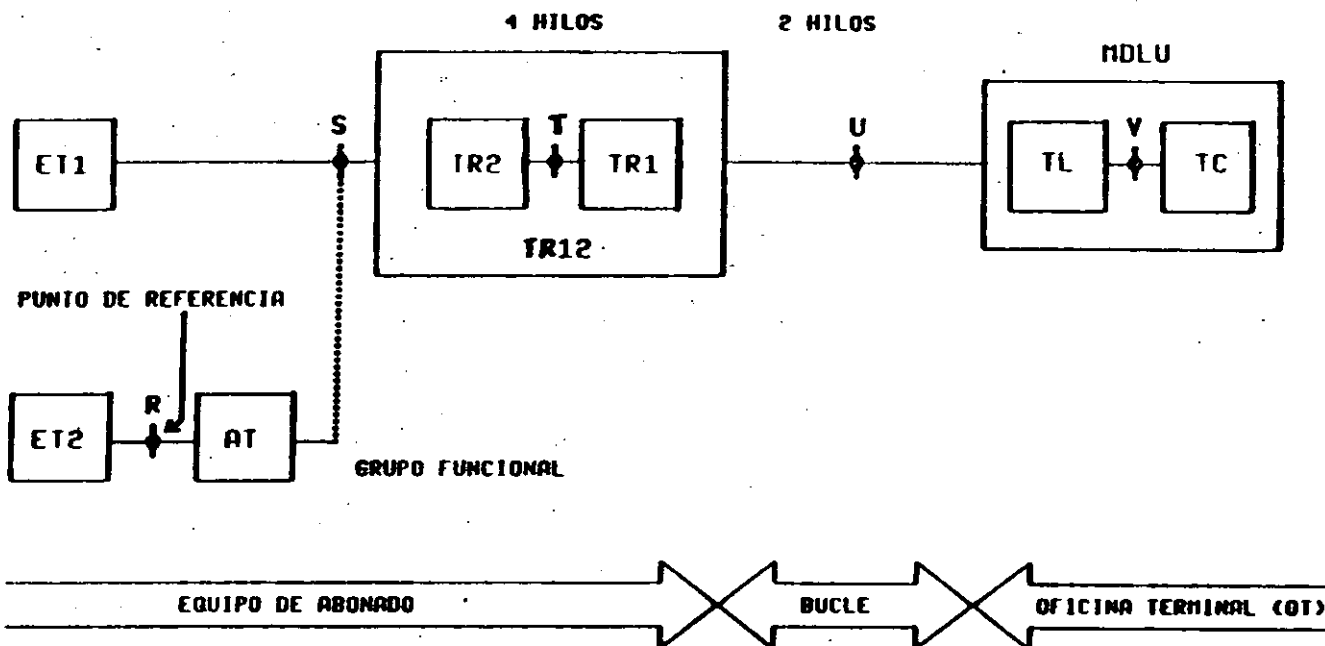 4 HILOS
2 HILOS
MDLU
S
T
U
V
ET1
TR2
TR1
TL
TC
TR12
PUNTO DE REFERENCIA
R
ET2
AT
GRUPO FUNCIONAL
EQUIPO DE ABONADO
BUCLE
OFICINA TERMINAL (OT)